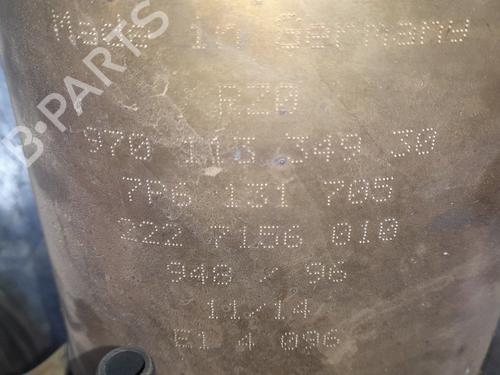 B-PARTS
Made in Germany
RZ0
970 113 349 30
7P6 131 705
222 7156 010
948 / 96
11/14
E1 4 096